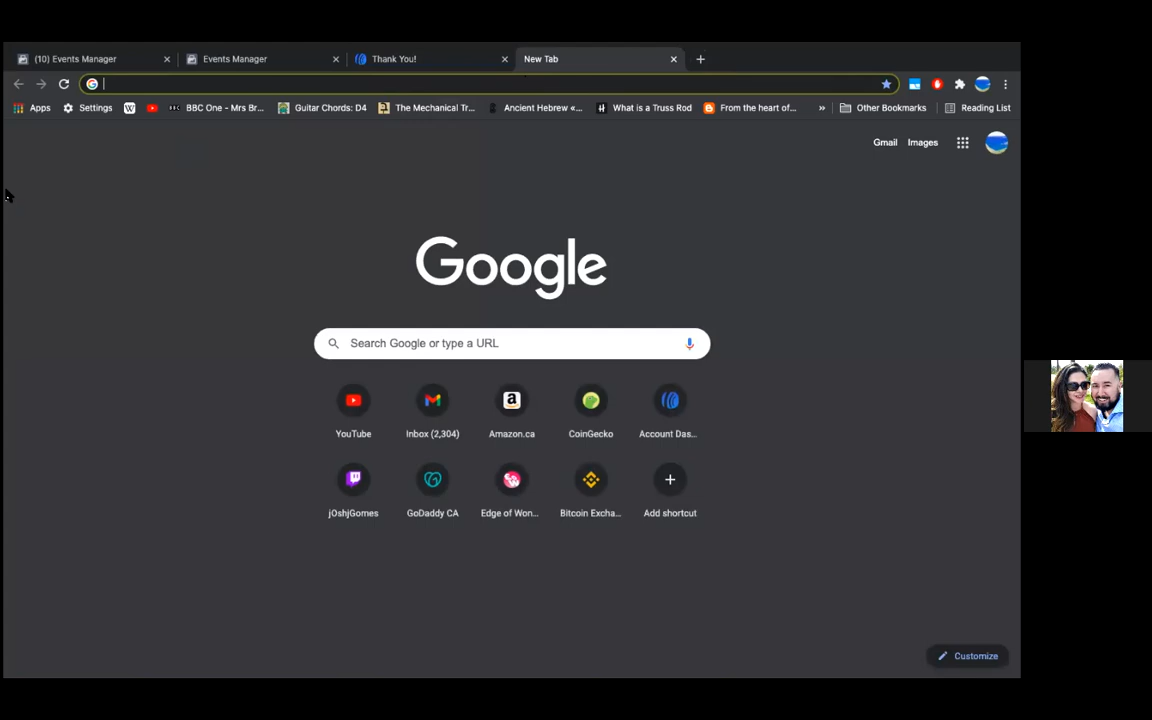 (10) Events Manager
Events Manager
Thank You!
New Tab
Apps
Settings
W
BBC One - Mrs Br...
Guitar Chords: D4
The Mechanical Tr...
Ancient Hebrew «...
What is a Truss Rod
From the heart of...
»
Other Bookmarks
Reading List
Gmail
Images
Google
Search Google or type a URL
YouTube
Inbox (2,304)
Amazon.ca
CoinGecko
Account Das...
jOshjGomes
GoDaddy CA
Edge of Won...
Bitcoin Excha...
Add shortcut
Customize